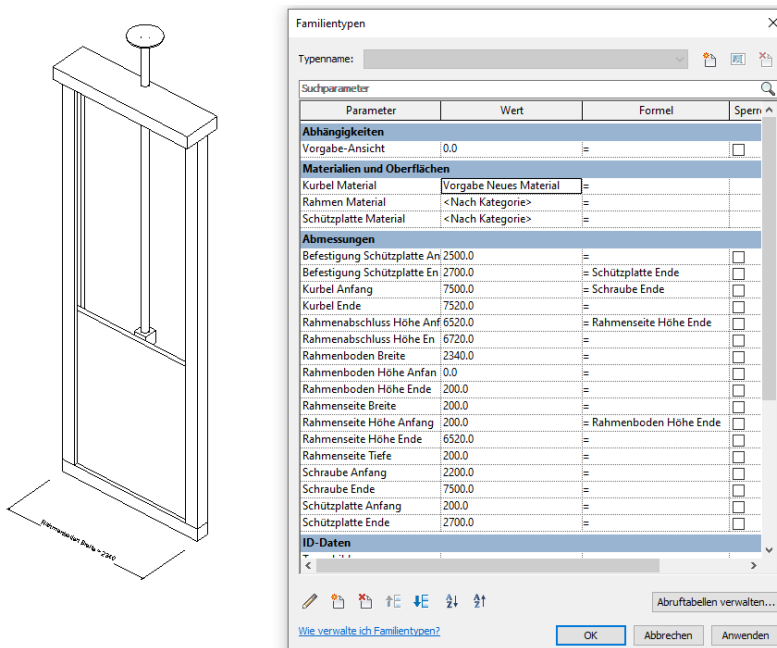 Rahmenboden Breite = 2340
Familientypen
Typenname:
Suchparameter
Parameter Wert Formel Sperre
Abhängigkeiten
Vorgabe-Ansicht 0.0 =
Materialien und Oberflächen
Kurbel Material Vorgabe Neues Material =
Rahmen Material <Nach Kategorie> =
Schützplatte Material <Nach Kategorie> =
Abmessungen
Befestigung Schützplatte An 2500.0 =
Befestigung Schützplatte En 2700.0 = Schützplatte Ende
Kurbel Anfang 7500.0 = Schraube Ende
Kurbel Ende 7520.0 =
Rahmenabschluss Höhe Anf 6520.0 = Rahmenseite Höhe Ende
Rahmenabschluss Höhe En 6720.0 =
Rahmenboden Breite 2340.0 =
Rahmenboden Höhe Anfan 0.0 =
Rahmenboden Höhe Ende 200.0 =
Rahmenseite Breite 200.0 =
Rahmenseite Höhe Anfang 200.0 = Rahmenboden Höhe Ende
Rahmenseite Höhe Ende 6520.0 =
Rahmenseite Tiefe 200.0 =
Schraube Anfang 2200.0 =
Schraube Ende 7500.0 =
Schützplatte Anfang 200.0 =
Schützplatte Ende 2700.0 =
ID-Daten
Abruftabellen verwalten...
Wie verwalte ich Familientypen?
OK Abbrechen Anwenden